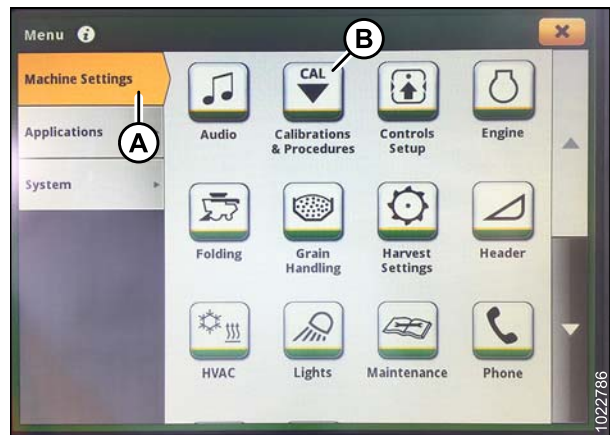 Menu i
B
Machine Settings
A
Applications
System
CAL
Audio
Calibrations
& Procedures
Controls
Setup
Engine
Folding
Grain
Handling
Harvest
Settings
Header
HVAC
Lights
Maintenance
Phone
1022786